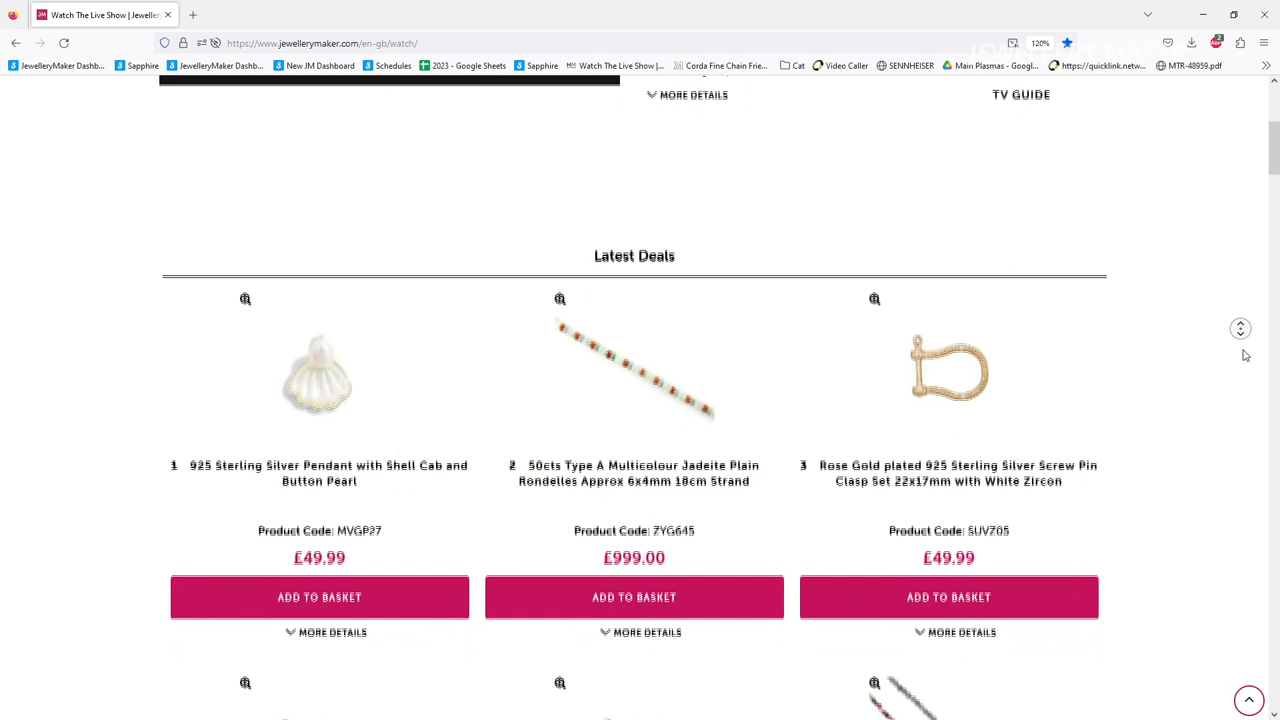 JM Watch The Live Show | Jeweller
https://www.jewellerymaker.com/en-gb/watch/
120%
2
JewelleryMaker Dashb...
Sapphire
JewelleryMaker Dashb...
New JM Dashboard
Schedules
2023 - Google Sheets
Sapphire
Watch The Live Show |...
Corda Fine Chain Frie...
Cat
Video Caller
SENNHEISER
Main Plasmas - Googl...
https://quicklink.netw...
MTR-48959.pdf
MORE DETAILS
TV GUIDE
Latest Deals
1 925 Sterling Silver Pendant with Shell Cab and
Button Pearl
Product Code: MVGP27
£49.99
ADD TO BASKET
MORE DETAILS
2 50cts Type A Multicolour Jadeite Plain
Rondelles Approx 6x4mm 18cm Strand
Product Code: ZYG645
£999.00
ADD TO BASKET
MORE DETAILS
3 Rose Gold plated 925 Sterling Silver Screw Pin
Clasp Set 22x17mm with White Zircon
Product Code: SUVZ05
£49.99
ADD TO BASKET
MORE DETAILS